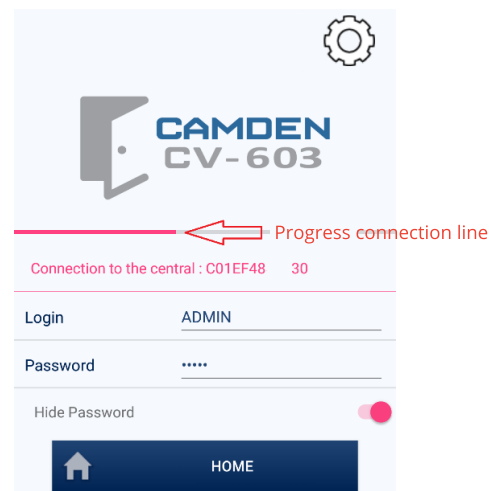 CAMDEN
CV-603
Progress connection line
Connection to the central : C01EF48 30
Login ADMIN
Password •••••
Hide Password
HOME